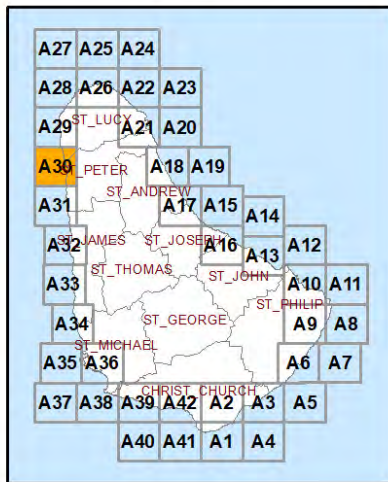 A27 A25 A24
A28 A26 A22 A23
A29 A21 A20
ST_LUCY
A30 A18 A19
ST_PETER
ST_ANDREW
A31 A17 A15 A14
A32 ST_JAMES ST_JOSEPH A16 A13 A12
A33 ST_THOMAS ST_JOHN A10 A11
ST_PHILIP
A34 ST_GEORGE A9 A8
ST_MICHAEL
A35 A36 A6 A7
CHRIST_CHURCH
A37 A38 A39 A42 A2 A3 A5
A40 A41 A1 A4